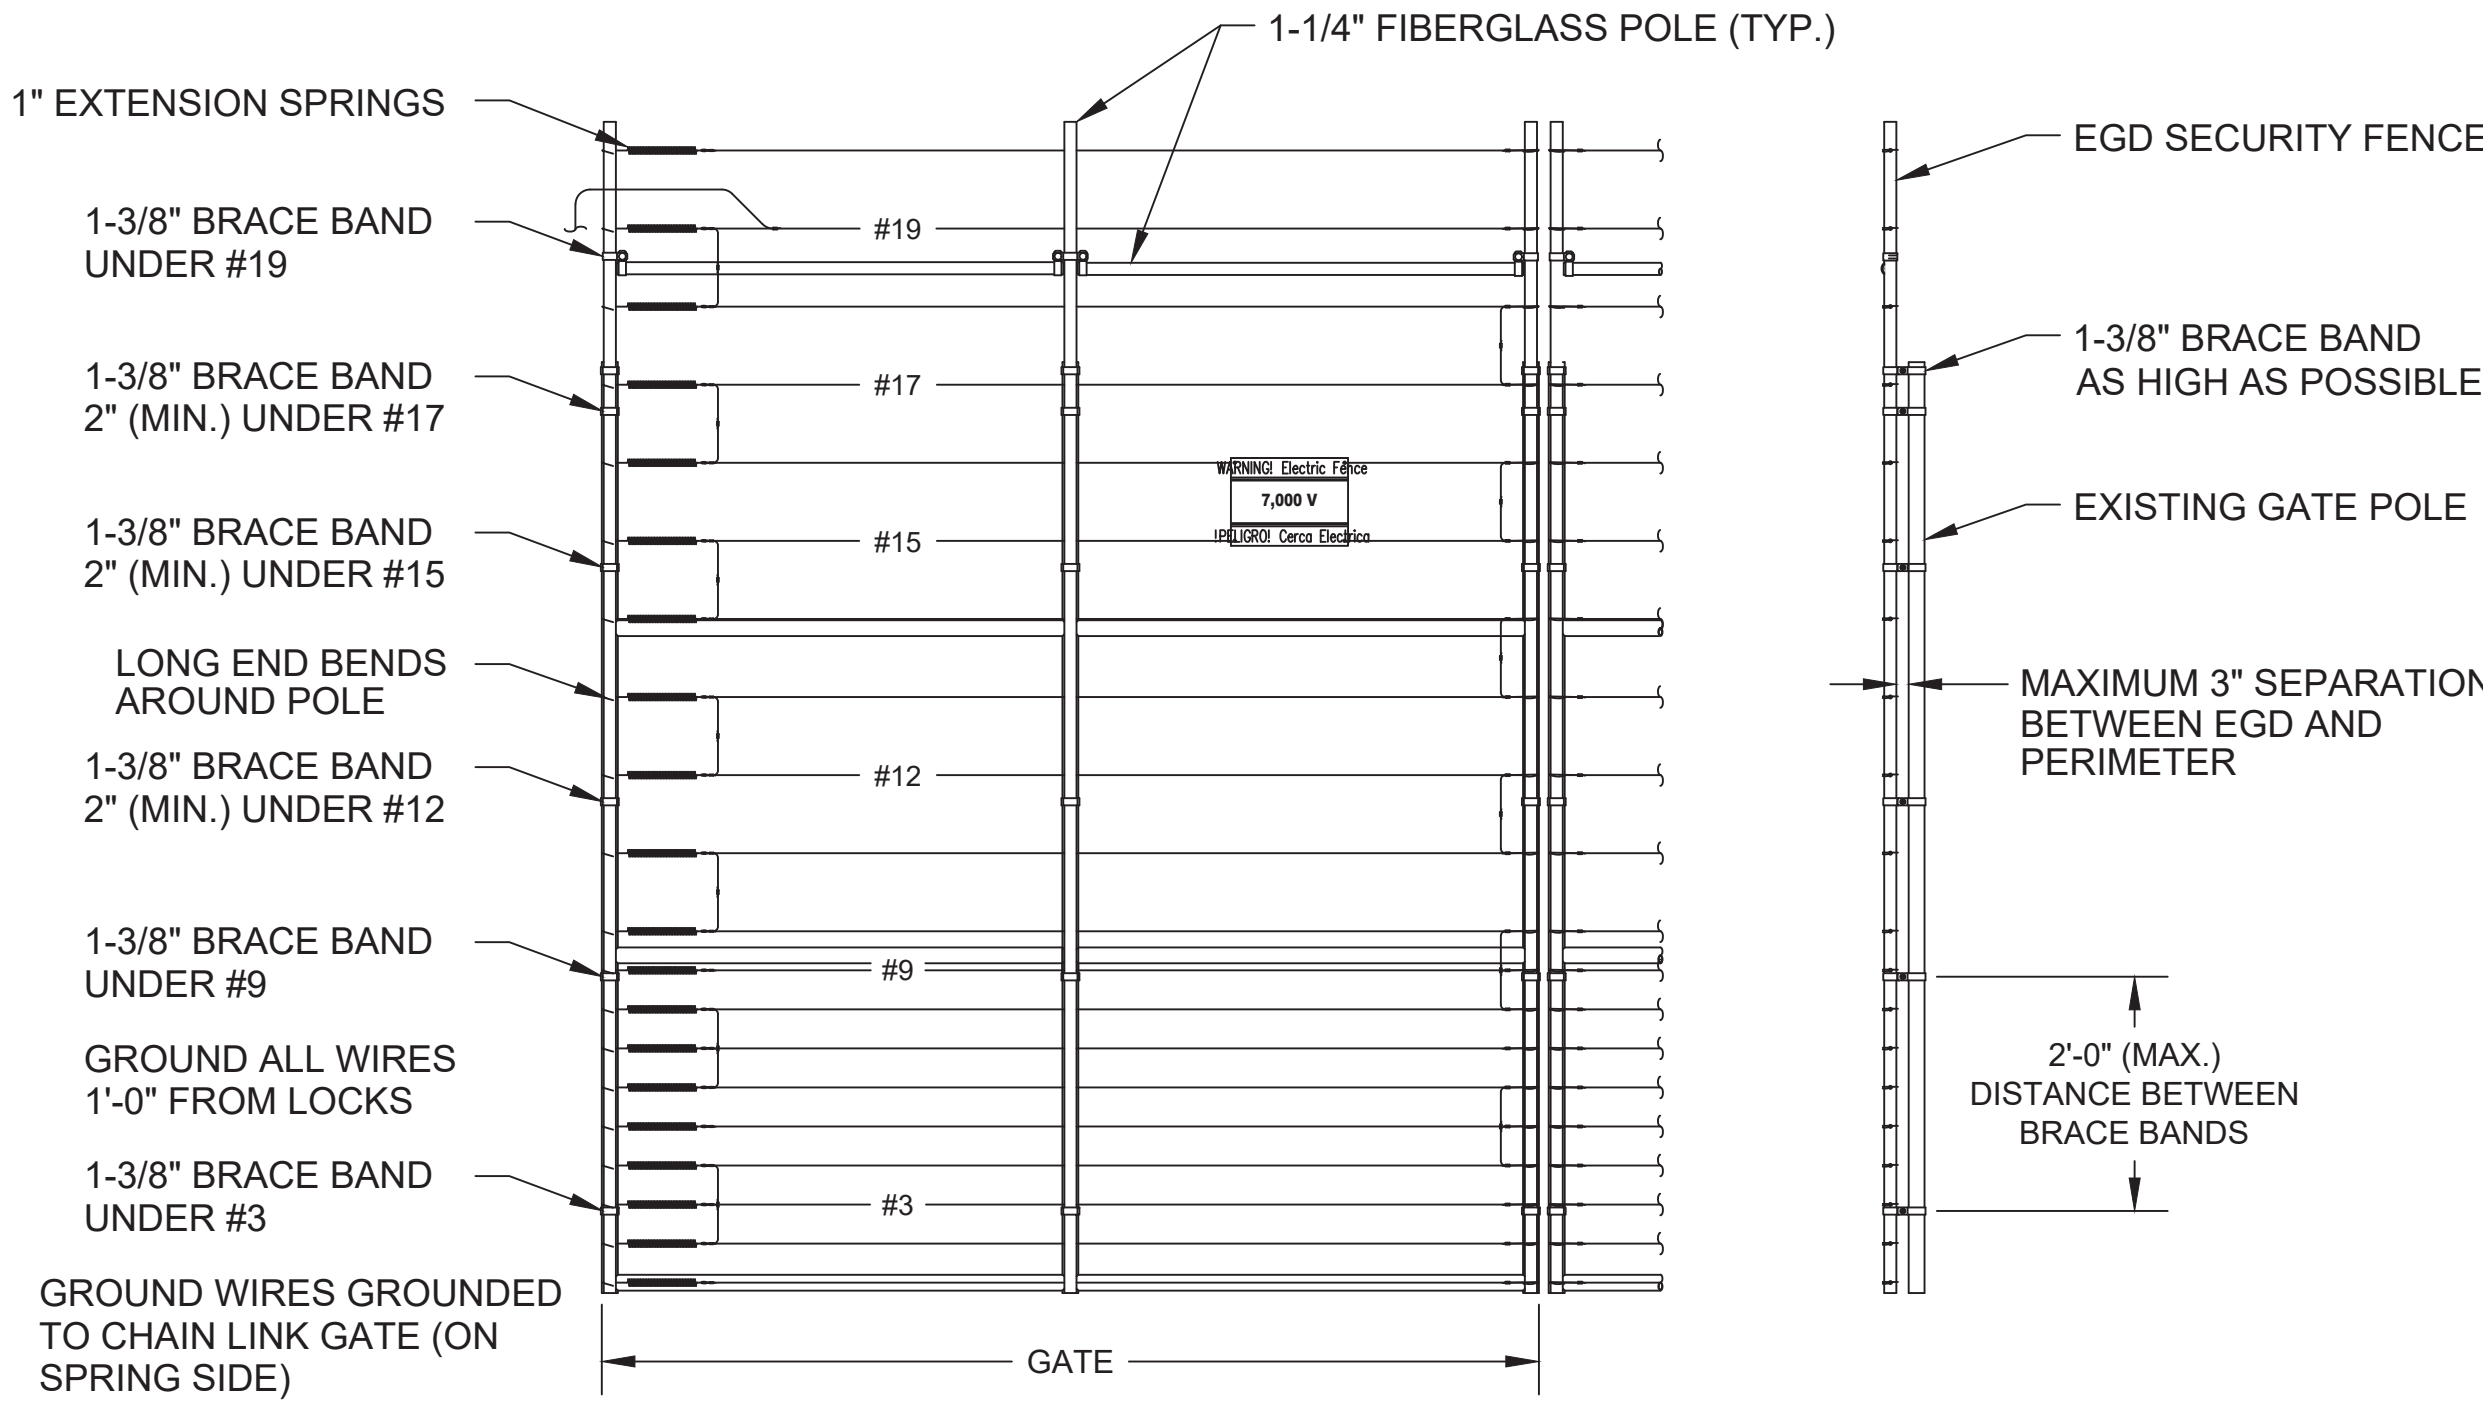 1-1/4" FIBERGLASS POLE (TYP.)
1" EXTENSION SPRINGS
EGD SECURITY FENCE
1-3/8" BRACE BAND
UNDER #19
#19
1-3/8" BRACE BAND
AS HIGH AS POSSIBLE
1-3/8" BRACE BAND
2" (MIN.) UNDER #17
#17
WARNING! Electric Fence
7,000 V
!PELIGRO! Cerca Electrica
EXISTING GATE POLE
1-3/8" BRACE BAND
2" (MIN.) UNDER #15
#15
LONG END BENDS
AROUND POLE
MAXIMUM 3" SEPARATION
BETWEEN EGD AND
PERIMETER
1-3/8" BRACE BAND
2" (MIN.) UNDER #12
#12
1-3/8" BRACE BAND
UNDER #9
#9
GROUND ALL WIRES
1'-0" FROM LOCKS
2'-0" (MAX.)
DISTANCE BETWEEN
BRACE BANDS
1-3/8" BRACE BAND
UNDER #3
#3
GROUND WIRES GROUNDED
TO CHAIN LINK GATE (ON
SPRING SIDE)
GATE